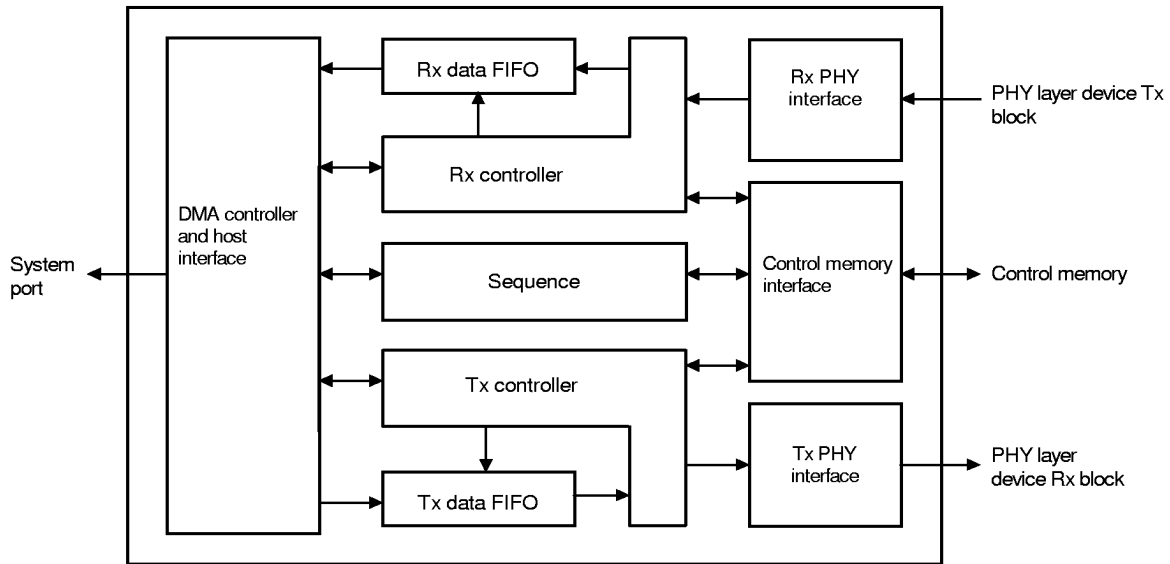 System
port
DMA controller
and host
interface
Rx data FIFO
Rx controller
Sequence
Tx controller
Tx data FIFO
Rx PHY
interface
Control memory
interface
Tx PHY
interface
PHY layer device Tx
block
Control memory
PHY layer
device Rx block